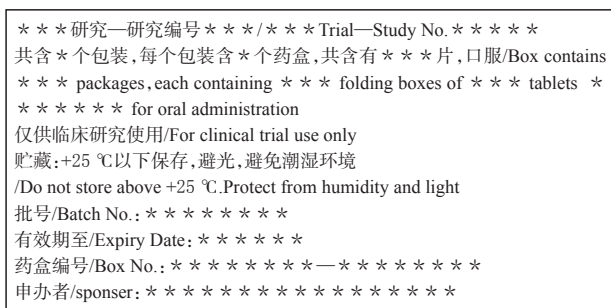 ＊＊＊研究—研究编号＊＊＊/＊＊＊Trial—Study No.＊＊＊＊＊
共含＊个包装,每个包装含＊个药盒,共含有＊＊＊片,口服/Box contains
＊＊＊ packages,each containing ＊＊＊ folding boxes of ＊＊＊ tablets ＊
＊＊＊＊＊＊ for oral administration
仅供临床研究使用/For clinical trial use only
贮藏:+25 ℃以下保存,避光,避免潮湿环境
/Do not store above +25 ℃.Protect from humidity and light
批号/Batch No.:＊＊＊＊＊＊＊＊
有效期至/Expiry Date:＊＊＊＊＊＊
药盒编号/Box No.:＊＊＊＊＊＊＊＊—＊＊＊＊＊＊＊＊
申办者/sponser:＊＊＊＊＊＊＊＊＊＊＊＊＊＊＊＊＊